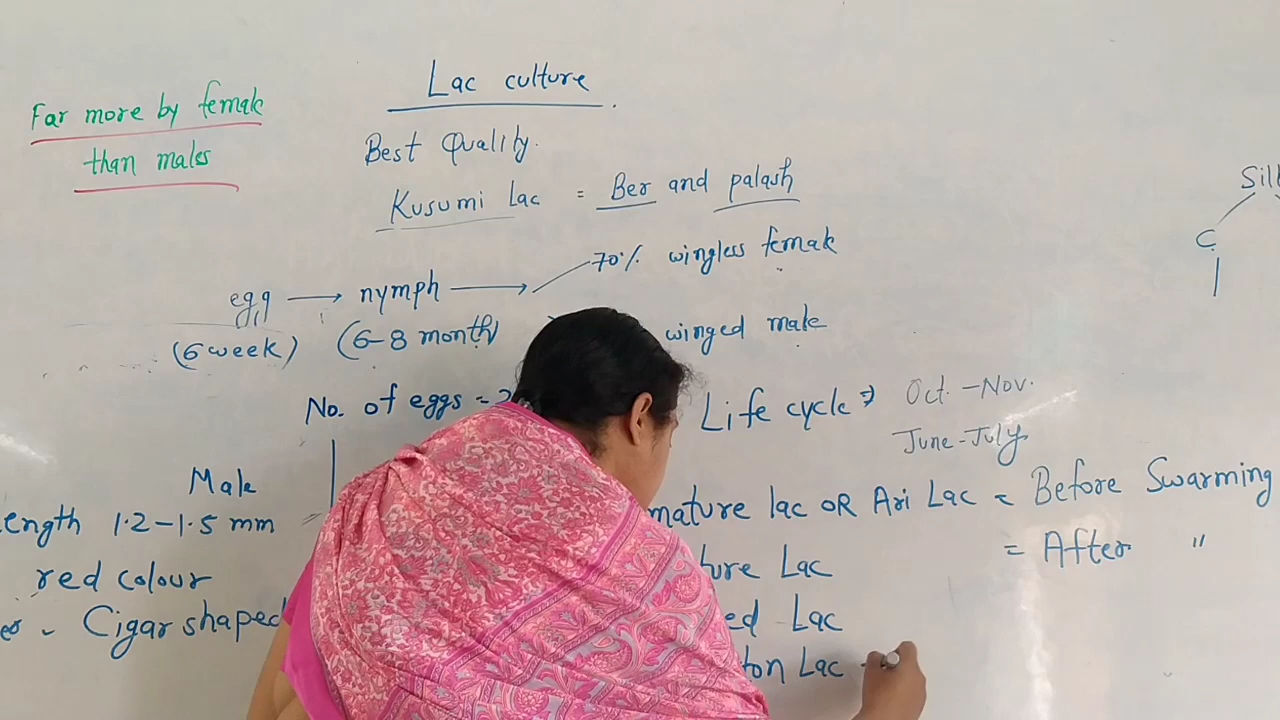 Lac culture
Far more by female
than males
Best Quality.
Kusumi Lac = Ber and palash
Sil
C
70% wingless female
egg → nymph →
(6 week) (6-8 month) winged male
No. of eggs =
Life cycle ⇒ Oct. - Nov.
June - July
Male
Length 1.2-1.5 mm
mature lac OR Ari Lac = Before Swarming
= After "
red colour
ture Lac
- Cigar shaped
ed Lac
ton Lac -